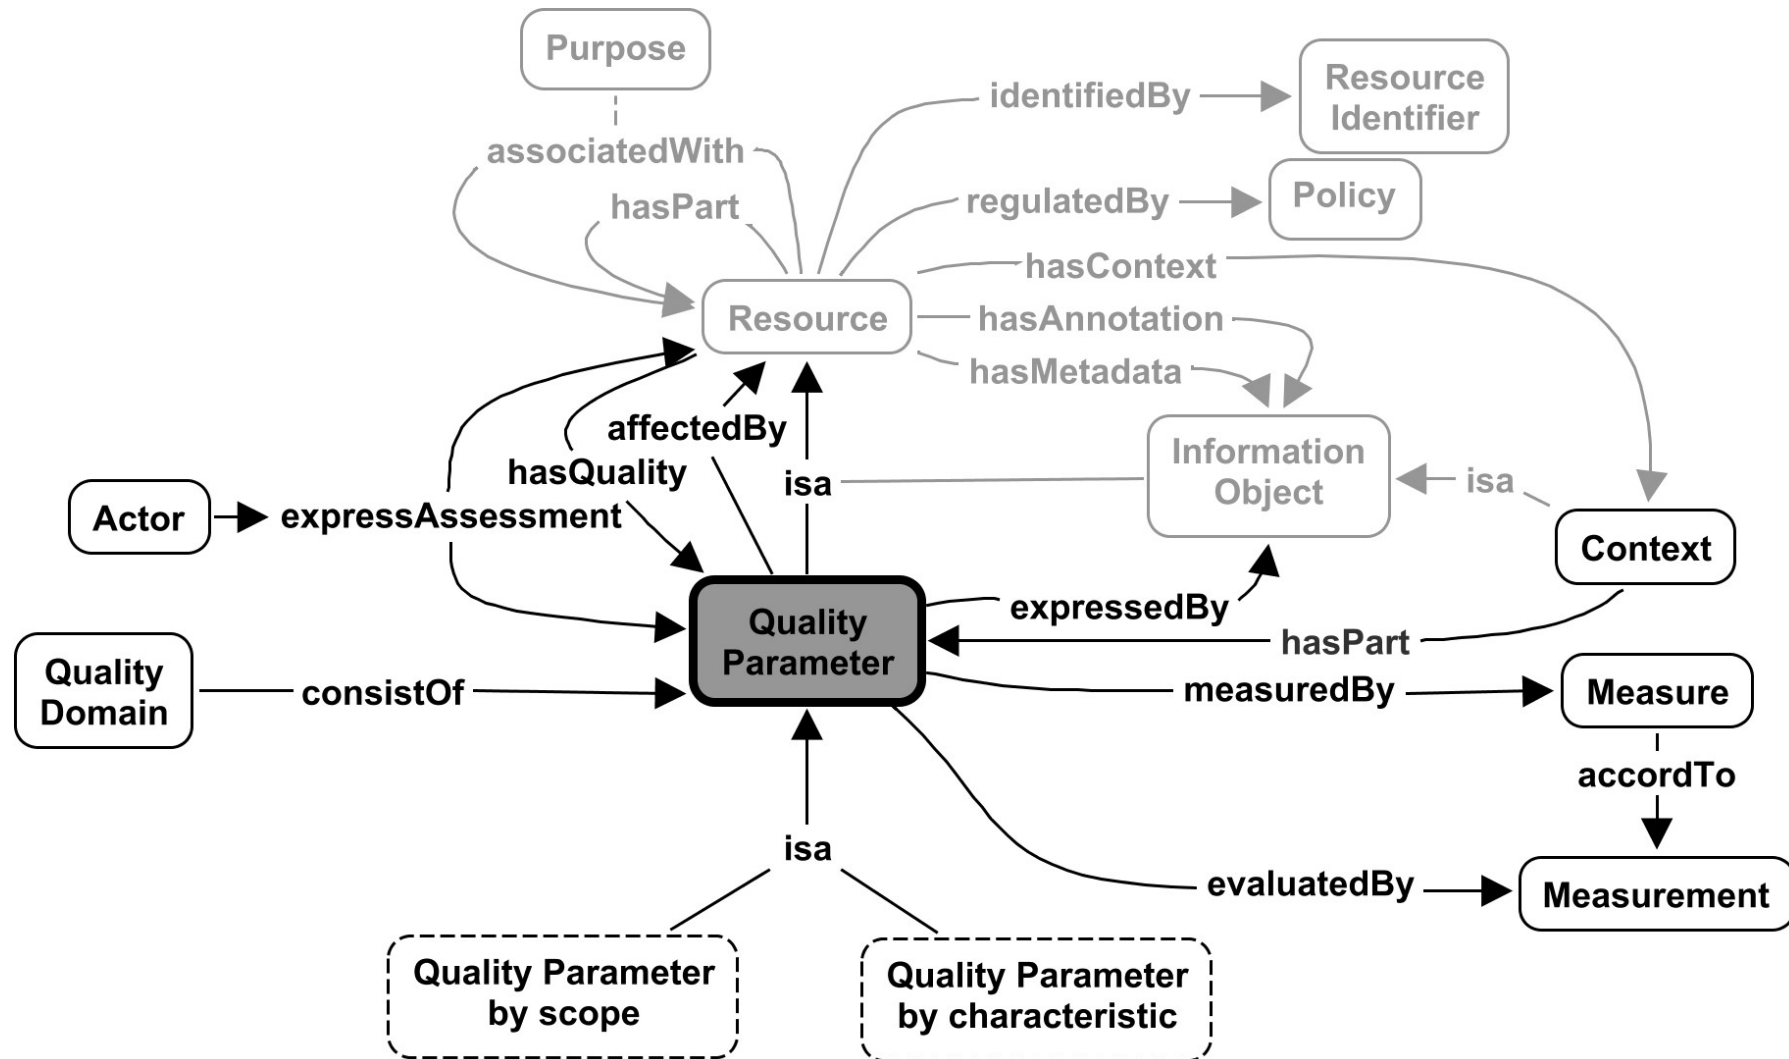 Purpose
identifiedBy
Resource
Identifier
associatedWith
hasPart
regulatedBy
Policy
hasContext
Resource
hasAnnotation
hasMetadata
affectedBy
hasQuality
isa
Information
Object
isa
Actor
expressAssessment
Context
Quality
Parameter
expressedBy
hasPart
Quality
Domain
consistOf
measuredBy
Measure
accordTo
isa
evaluatedBy
Measurement
Quality Parameter
by scope
Quality Parameter
by characteristic